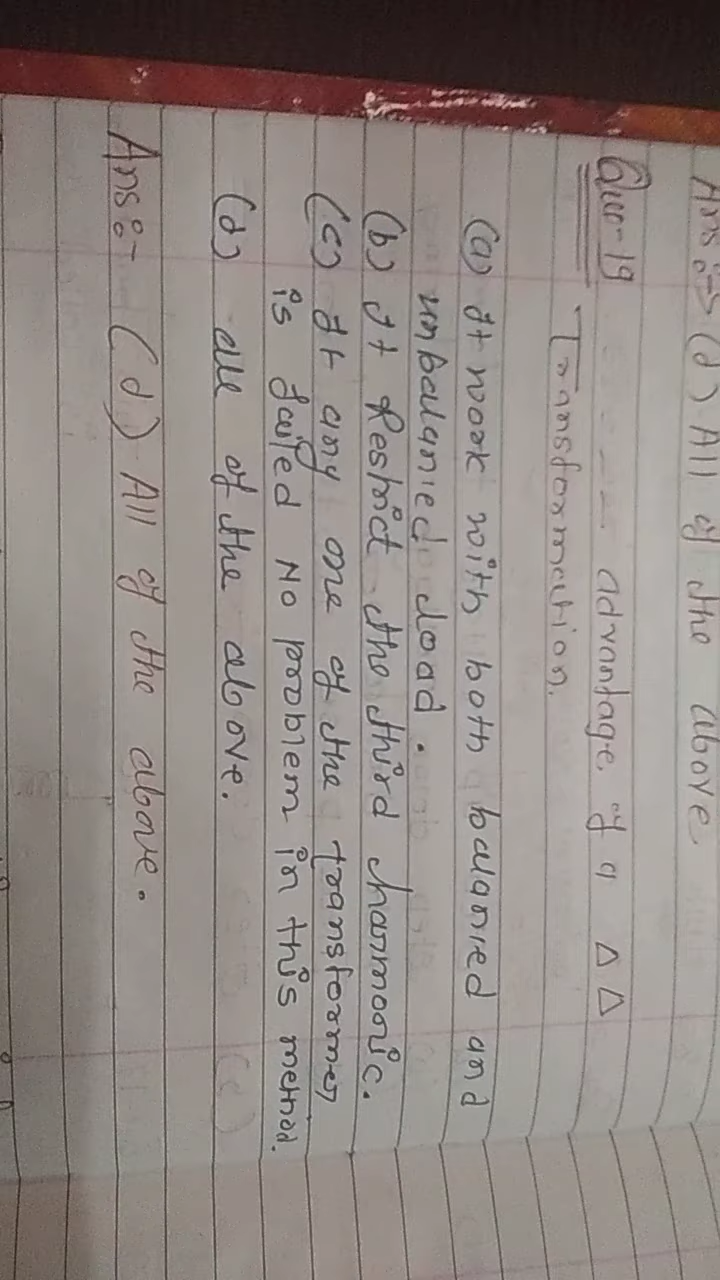 Ans:→ (d) All of the above
Que-19 ---- advantage of a Δ Δ
Transformation.
(a) It work with both balanced and
unbalanced load.
(b) It Restrict the third harmonic.
(c) It any one of the transformer
is failed No problem in this method.
(d) all of the above.
Ans:- (d) All of the above.